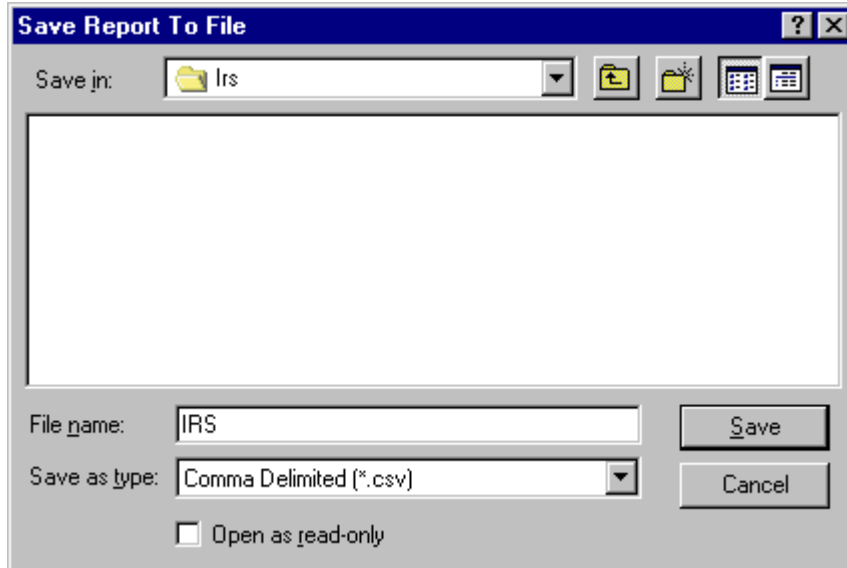 Save Report To File
Save in: Irs
File name: IRS
Save
Save as type: Comma Delimited (*.csv)
Cancel
Open as read-only